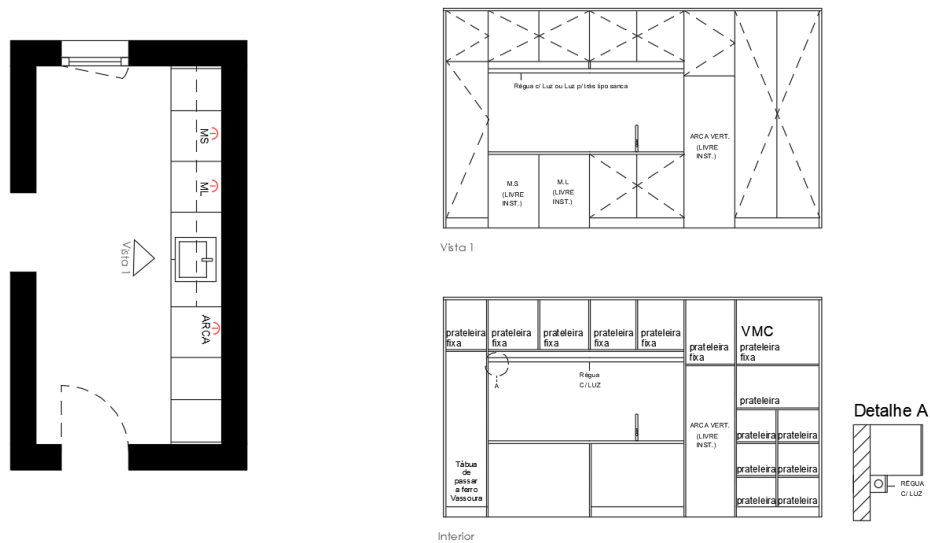 MS
ML
Vista 1
ARCA
Régua c/ Luz ou Luz p/ trás tipo sanca
ARCA VERT.
(LIVRE
INST.)
M.S
(LIVRE
INST.)
M.L
(LIVRE
INST.)
Vista 1
prateleira
fixa
prateleira
fixa
prateleira
fixa
prateleira
fixa
prateleira
fixa
prateleira
fixa
VMC
prateleira
fixa
Régua
C/ LUZ
A
prateleira
ARCA VERT.
(LIVRE
INST.)
prateleira prateleira
prateleira prateleira
prateleira prateleira
Tábua
de
passar
a ferro
Vassoura
Interior
Detalhe A
RÉGUA
C/ LUZ